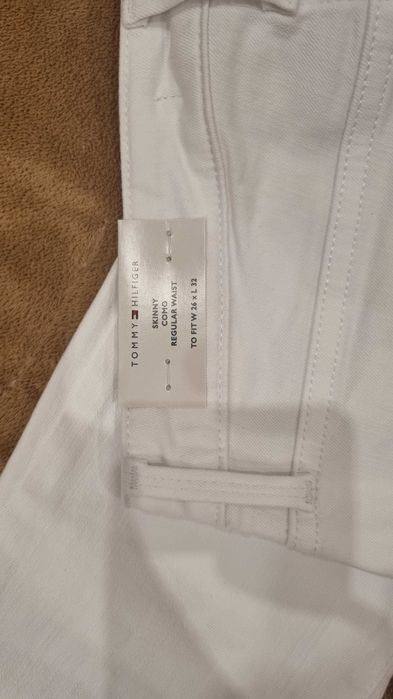 TOMMY HILFIGER
SKINNY
COMO
REGULAR WAIST
TO FIT W 26 x L 32